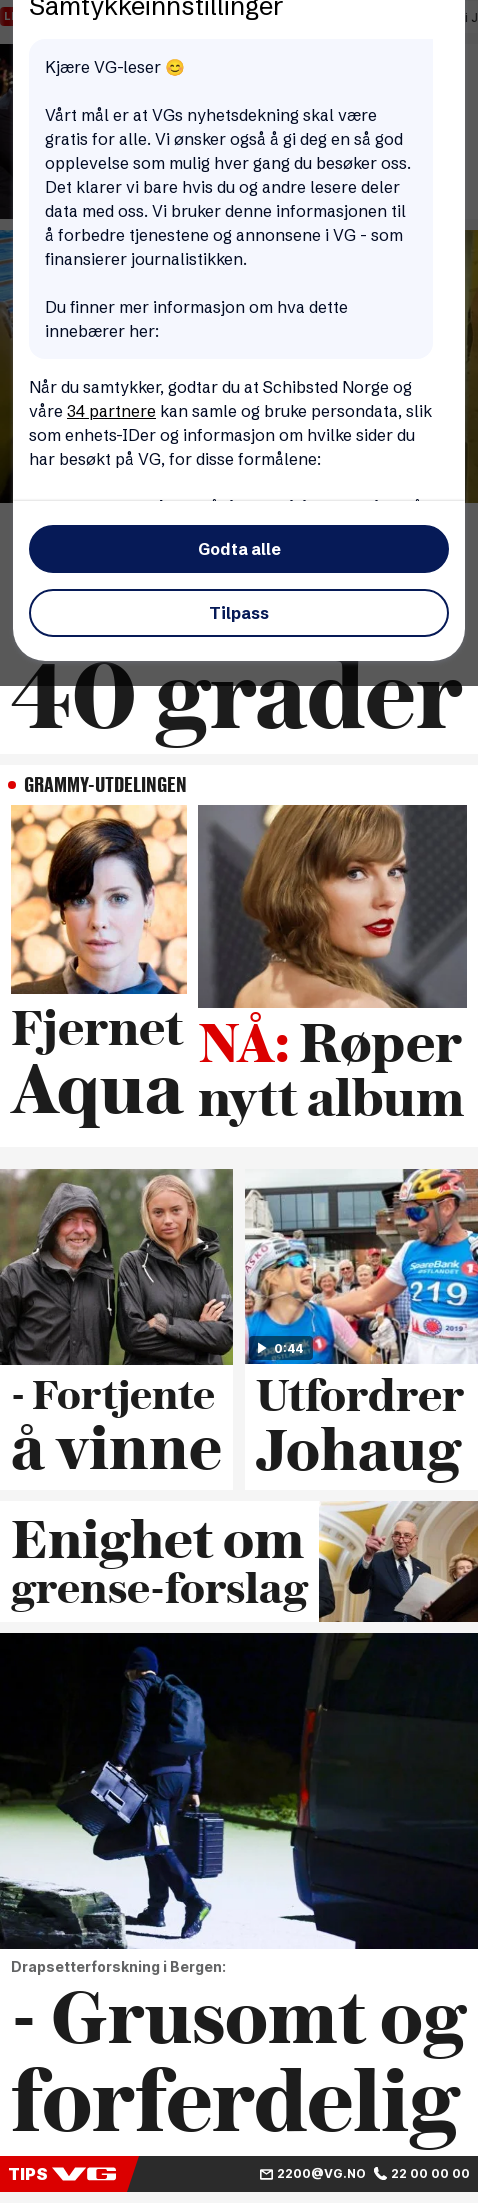 Samtykkeinnstillinger
Kjære VG-leser 😊
Vårt mål er at VGs nyhetsdekning skal være
gratis for alle. Vi ønsker også å gi deg en så god
opplevelse som mulig hver gang du besøker oss.
Det klarer vi bare hvis du og andre lesere deler
data med oss. Vi bruker denne informasjonen til
å forbedre tjenestene og annonsene i VG - som
finansierer journalistikken.
Du finner mer informasjon om hva dette
innebærer her:
Når du samtykker, godtar du at Schibsted Norge og
våre 34 partnere kan samle og bruke persondata, slik
som enhets-IDer og informasjon om hvilke sider du
har besøkt på VG, for disse formålene:
Godta alle
Tilpass
40 grader
GRAMMY-UTDELINGEN
Fjernet
Aqua
NÅ: Røper
nytt album
0:44
SpareBank
ØSTLANDET
219
2019
- Fortjente
å vinne
Utfordrer
Johaug
Enighet om
grense-forslag
Drapsetterforskning i Bergen:
- Grusomt og
forferdelig
TIPS VG
2200@VG.NO 22 00 00 00